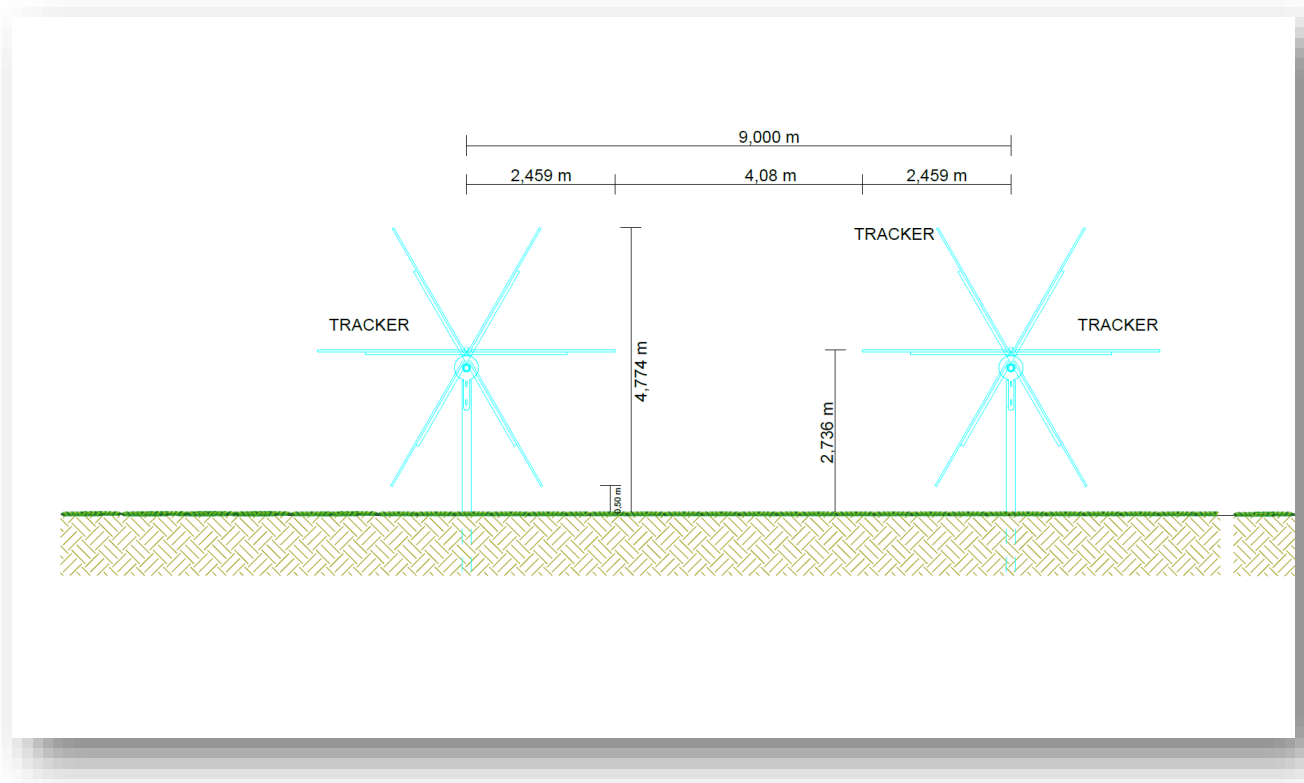 9,000 m
2,459 m
4,08 m
2,459 m
TRACKER
TRACKER
TRACKER
4,774 m
2,736 m
0,50 m